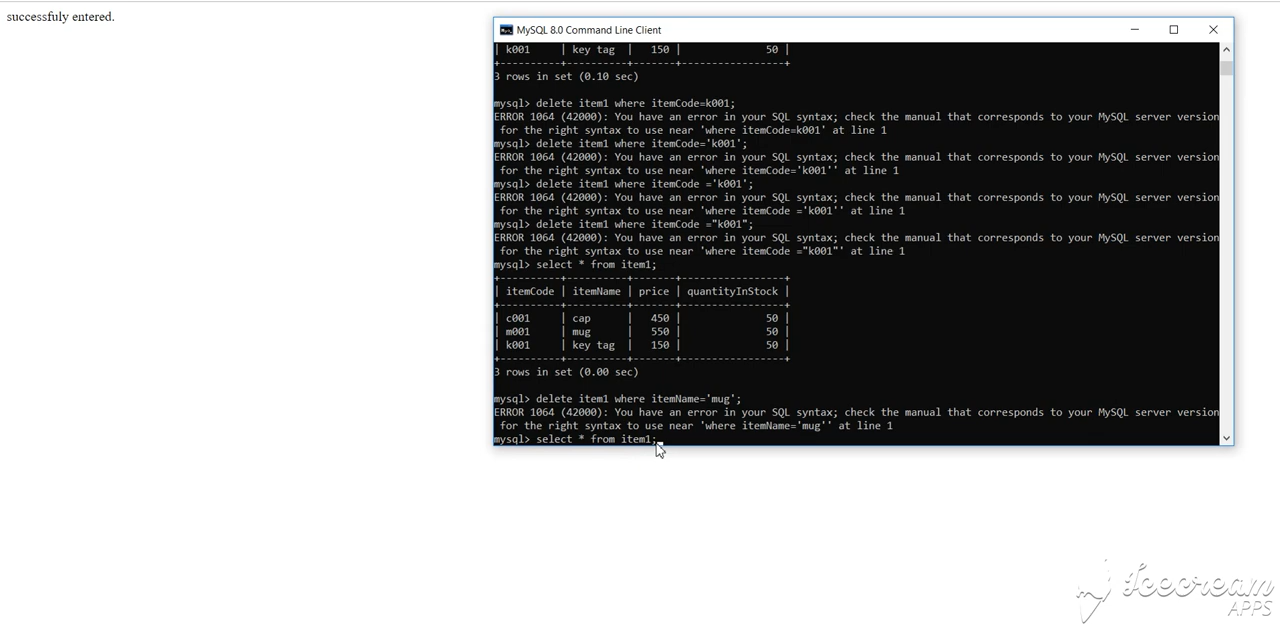 successfuly entered.
MySQL 8.0 Command Line Client
| k001 | key tag | 150 | 50 |
+----------+----------+-------+-----------------+
3 rows in set (0.10 sec)
mysql> delete item1 where itemCode=k001;
ERROR 1064 (42000): You have an error in your SQL syntax; check the manual that corresponds to your MySQL server version
for the right syntax to use near 'where itemCode=k001' at line 1
mysql> delete item1 where itemCode='k001';
ERROR 1064 (42000): You have an error in your SQL syntax; check the manual that corresponds to your MySQL server version
for the right syntax to use near 'where itemCode='k001'' at line 1
mysql> delete item1 where itemCode ='k001';
ERROR 1064 (42000): You have an error in your SQL syntax; check the manual that corresponds to your MySQL server version
for the right syntax to use near 'where itemCode ='k001'' at line 1
mysql> delete item1 where itemCode ="k001";
ERROR 1064 (42000): You have an error in your SQL syntax; check the manual that corresponds to your MySQL server version
for the right syntax to use near 'where itemCode ="k001"' at line 1
mysql> select * from item1;
+----------+----------+-------+-----------------+
| itemCode | itemName | price | quantityInStock |
+----------+----------+-------+-----------------+
| c001 | cap | 450 | 50 |
| m001 | mug | 550 | 50 |
| k001 | key tag | 150 | 50 |
+----------+----------+-------+-----------------+
3 rows in set (0.00 sec)
mysql> delete item1 where itemName='mug';
ERROR 1064 (42000): You have an error in your SQL syntax; check the manual that corresponds to your MySQL server version
for the right syntax to use near 'where itemName='mug'' at line 1
mysql> select * from item1;
Icecream
APPS